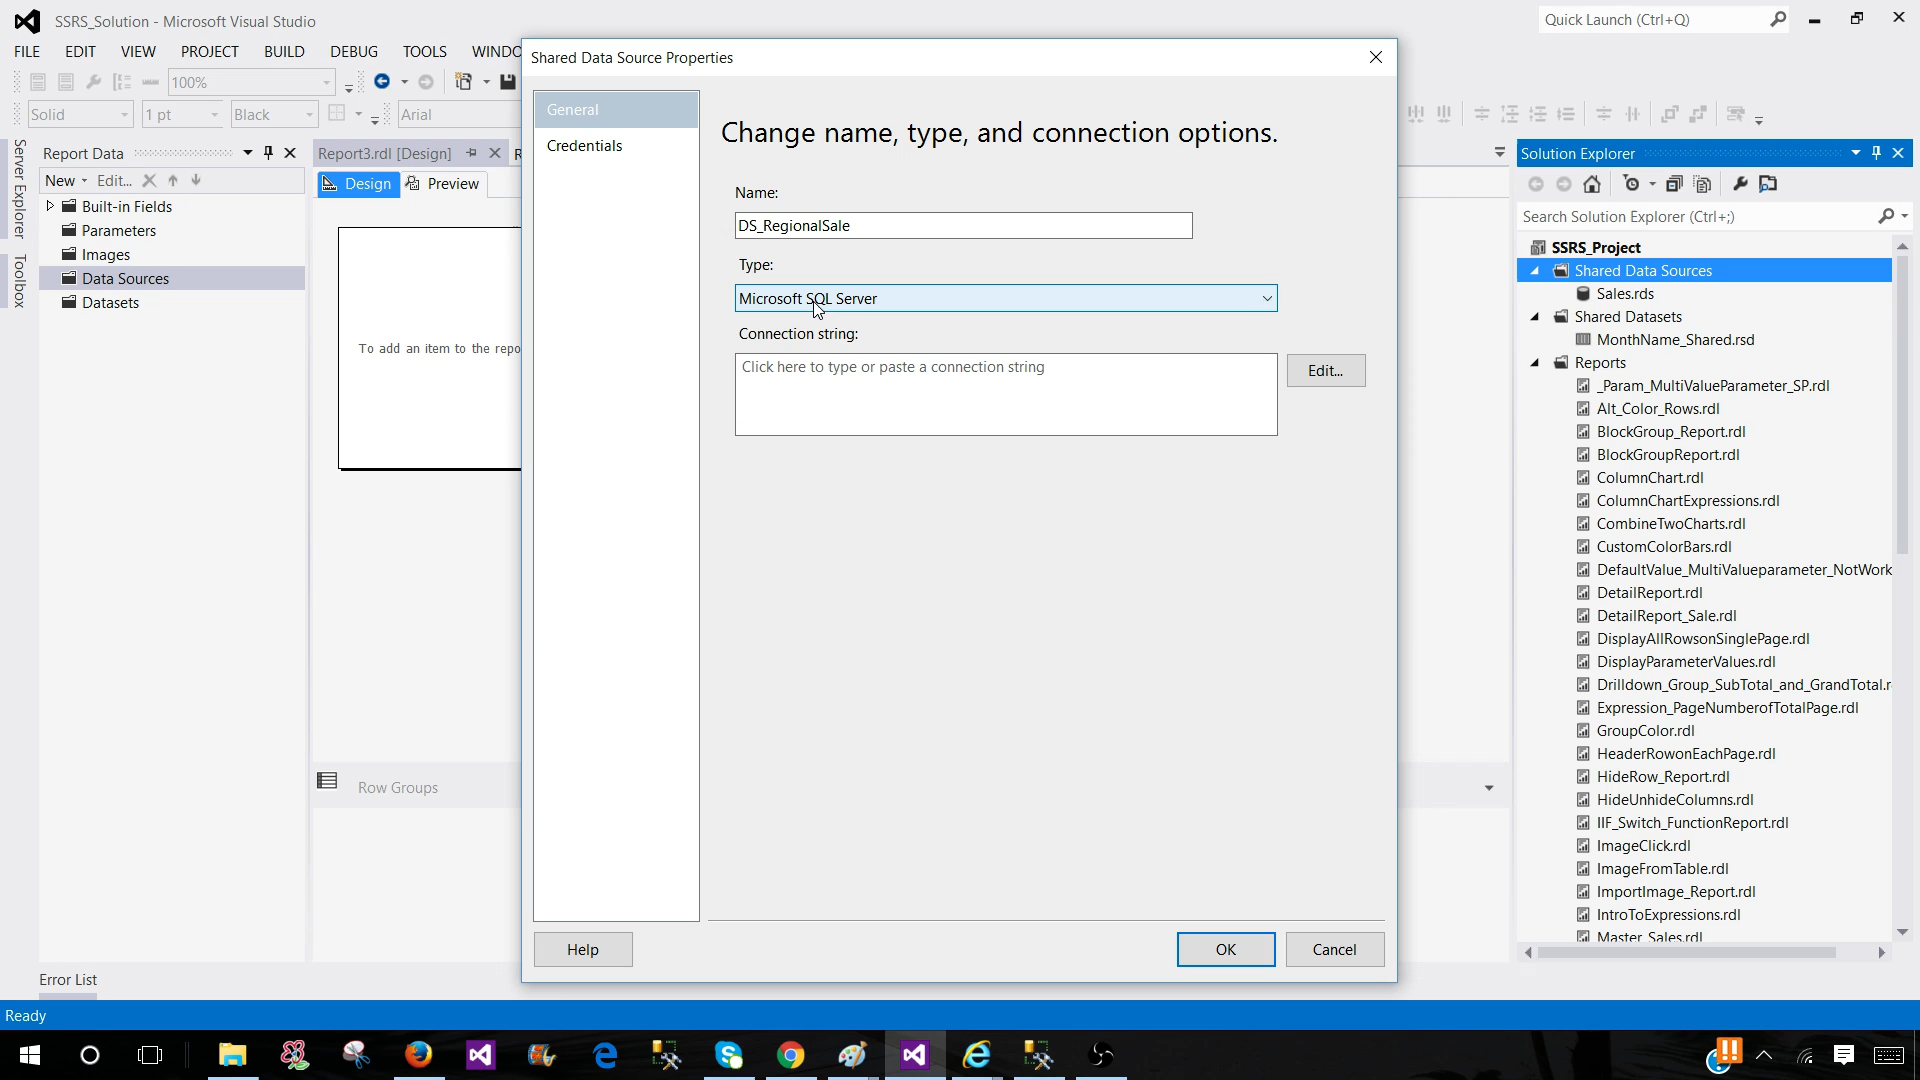 SSRS_Solution - Microsoft Visual Studio
Quick Launch (Ctrl+Q)
FILE EDIT VIEW PROJECT BUILD DEBUG TOOLS
100%
Solid 1 pt Black Arial
Shared Data Source Properties
General
Credentials
Change name, type, and connection options.
Name:
DS_RegionalSale
Type:
Microsoft SQL Server
Connection string:
Click here to type or paste a connection string
Edit...
Help
OK
Cancel
Server Explorer
Toolbox
Report Data
New Edit...
Built-in Fields
Parameters
Images
Data Sources
Datasets
Report3.rdl [Design]
Design Preview
To add an item to the
Row Groups
Solution Explorer
Search Solution Explorer (Ctrl+;)
SSRS_Project
Shared Data Sources
Sales.rds
Shared Datasets
MonthName_Shared.rsd
Reports
_Param_MultiValueParameter_SP.rdl
Alt_Color_Rows.rdl
BlockGroup_Report.rdl
BlockGroupReport.rdl
ColumnChart.rdl
ColumnChartExpressions.rdl
CombineTwoCharts.rdl
CustomColorBars.rdl
DefaultValue_MultiValueparameter_NotWork
DetailReport.rdl
DetailReport_Sale.rdl
DisplayAllRowsonSinglePage.rdl
DisplayParameterValues.rdl
Drilldown_Group_SubTotal_and_GrandTotal.r
Expression_PageNumberofTotalPage.rdl
GroupColor.rdl
HeaderRowonEachPage.rdl
HideRow_Report.rdl
HideUnhideColumns.rdl
IIF_Switch_FunctionReport.rdl
ImageClick.rdl
ImageFromTable.rdl
ImportImage_Report.rdl
IntroToExpressions.rdl
Master_Sales.rdl
Error List
Ready